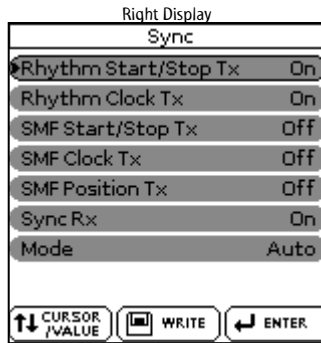 Right Display
Sync
Rhythm Start/Stop Tx On
Rhythm Clock Tx On
SMF Start/Stop Tx Off
SMF Clock Tx Off
SMF Position Tx Off
Sync Rx On
Mode Auto
CURSOR
/VALUE
WRITE
ENTER